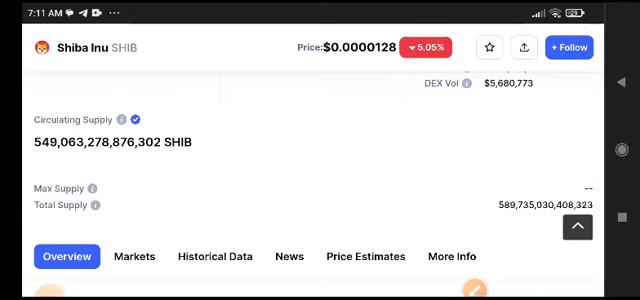 7:11 AM
Shiba Inu SHIB Price:$0.0000128 5.05% + Follow
DEX Vol $5,680,773
Circulating Supply
549,063,278,876,302 SHIB
Max Supply --
Total Supply 589,735,030,408,323
Overview Markets Historical Data News Price Estimates More Info